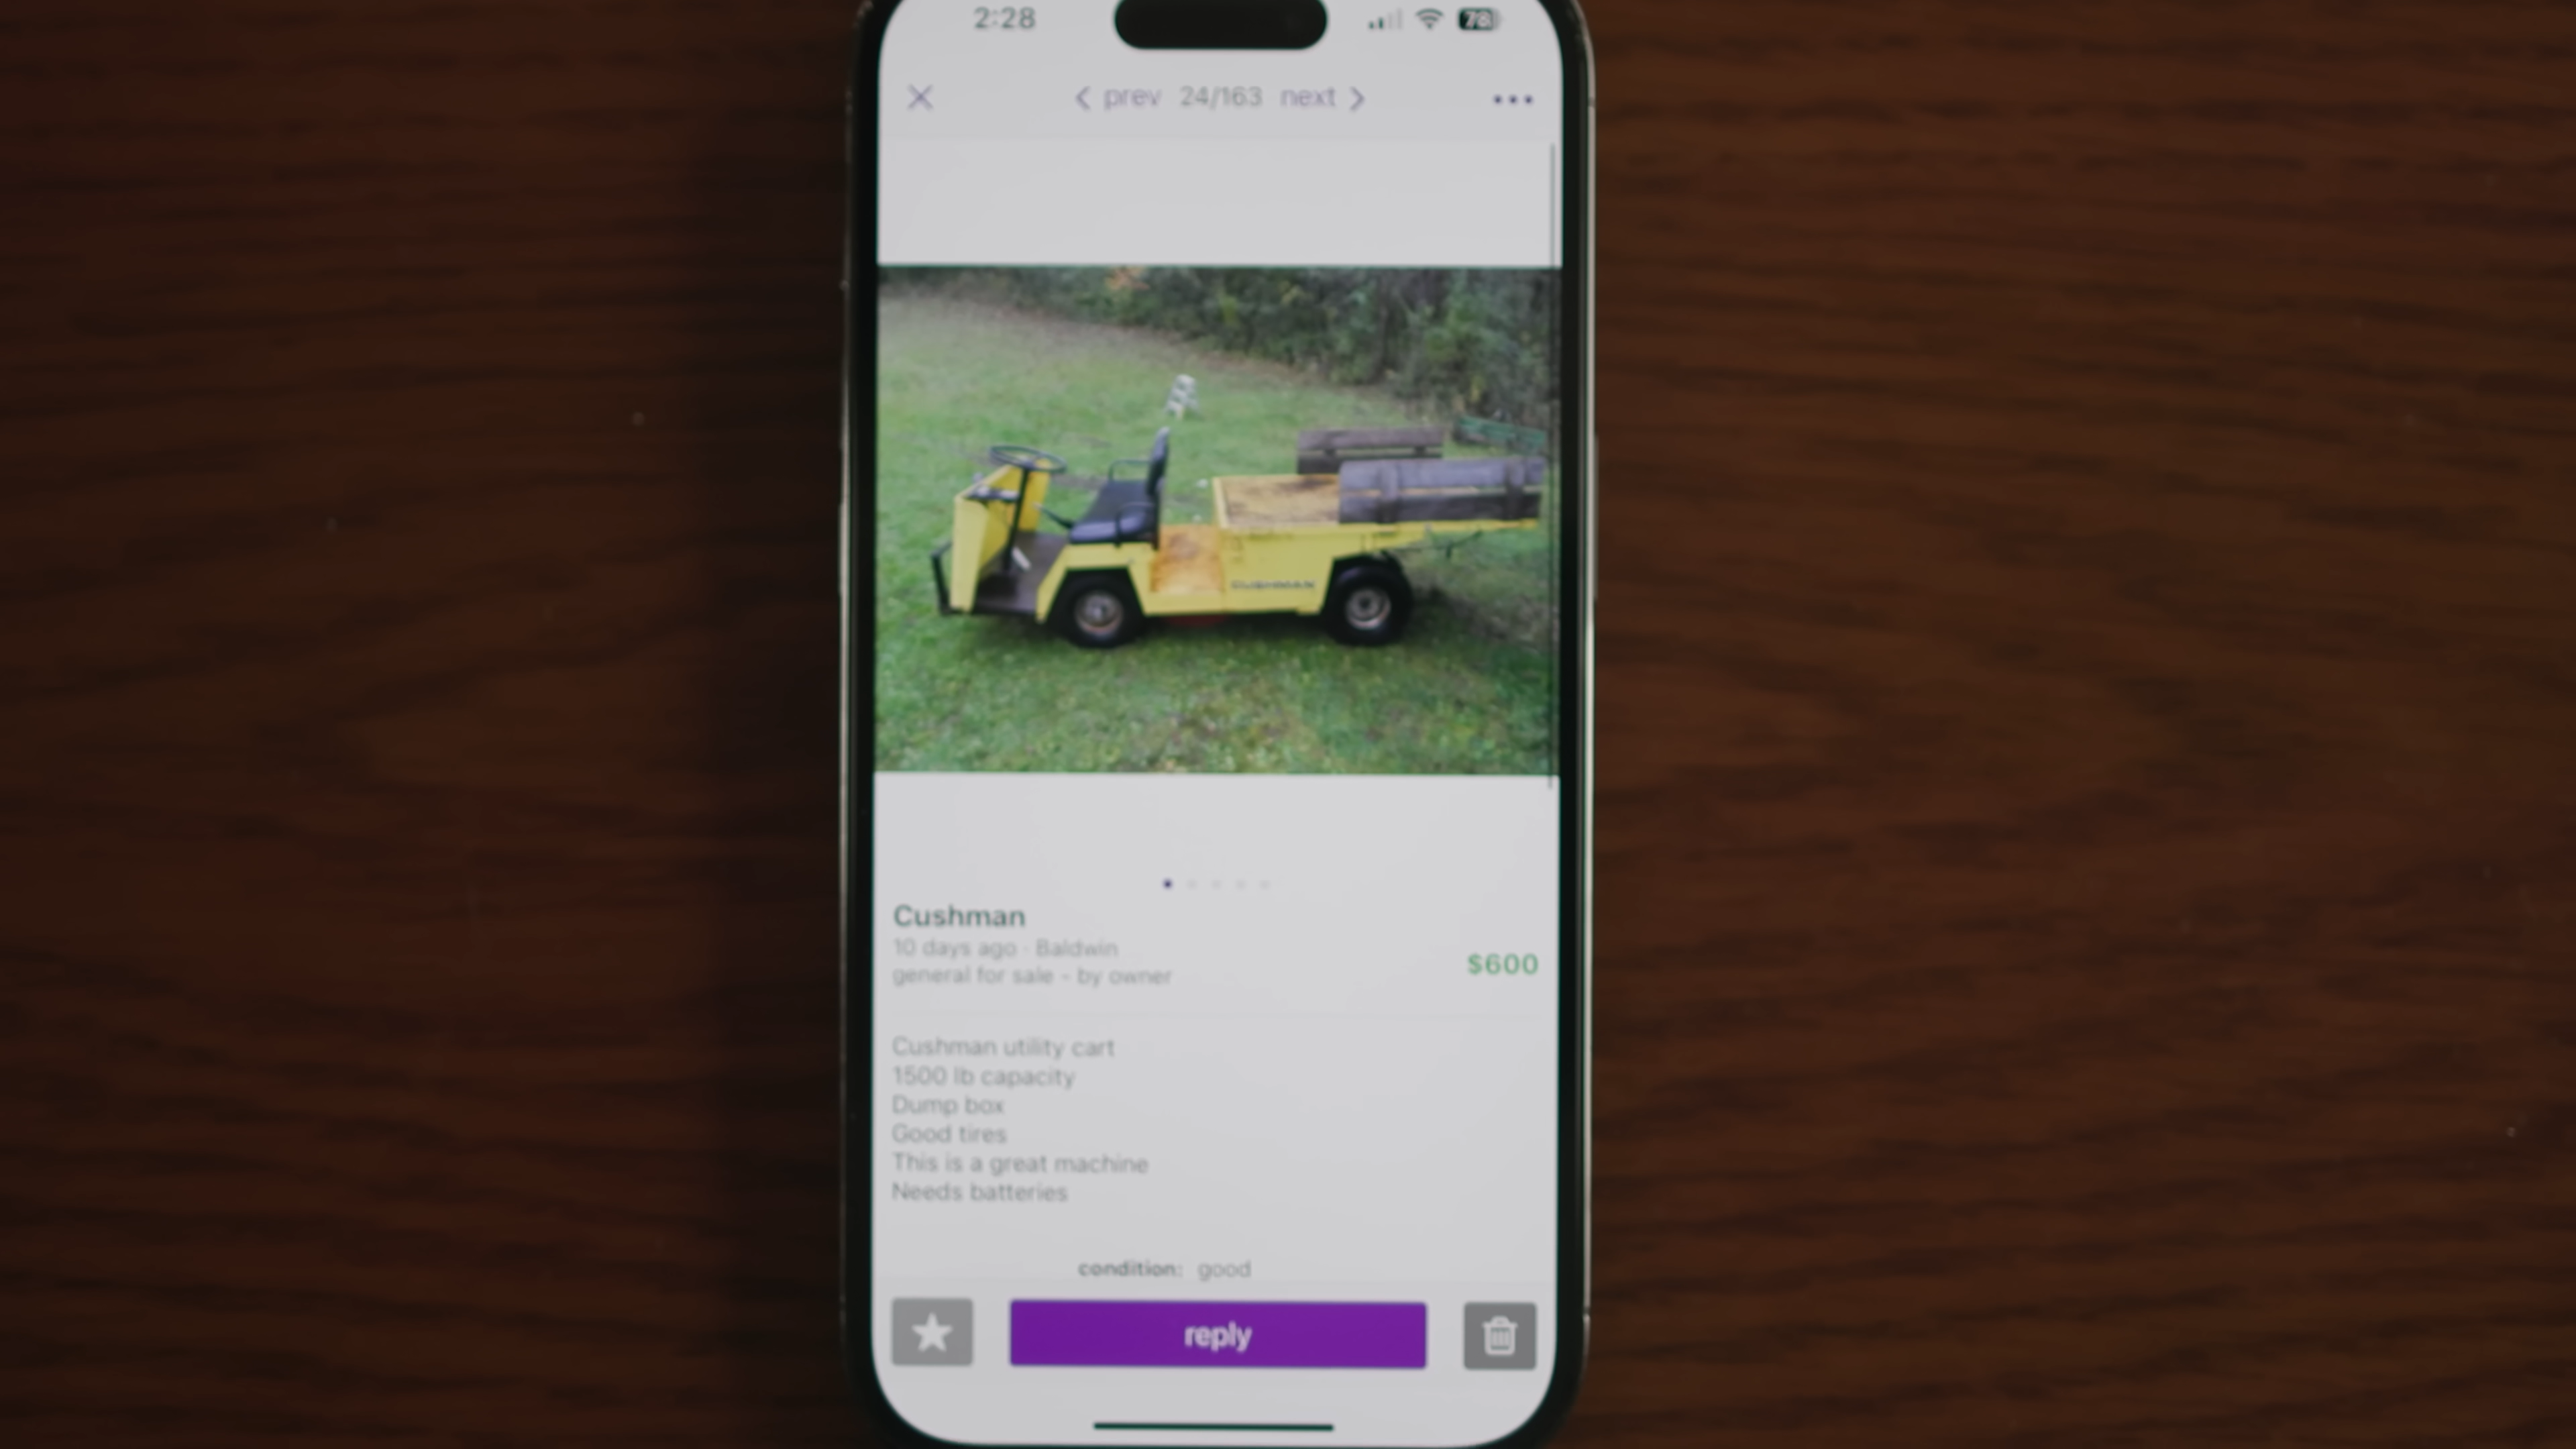 2:28
78
prev 24/163 next
CUSHMAN
Cushman
10 days ago · Baldwin
general for sale - by owner
$600
Cushman utility cart
1500 lb capacity
Dump box
Good tires
This is a great machine
Needs batteries
condition: good
reply